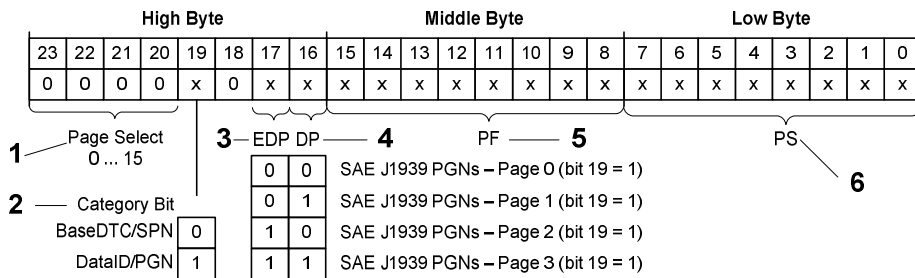 High Byte Middle Byte Low Byte
23 22 21 20 19 18 17 16 15 14 13 12 11 10 9 8 7 6 5 4 3 2 1 0
0 0 0 0 x 0 x x x x x x x x x x x x x x x x x x
1 Page Select 0 ... 15
3 EDP DP 4 PF 5 PS 6
0 0 SAE J1939 PGNs – Page 0 (bit 19 = 1)
0 1 SAE J1939 PGNs – Page 1 (bit 19 = 1)
2 Category Bit
BaseDTC/SPN 0 1 0 SAE J1939 PGNs – Page 2 (bit 19 = 1)
DataID/PGN 1 1 1 SAE J1939 PGNs – Page 3 (bit 19 = 1)